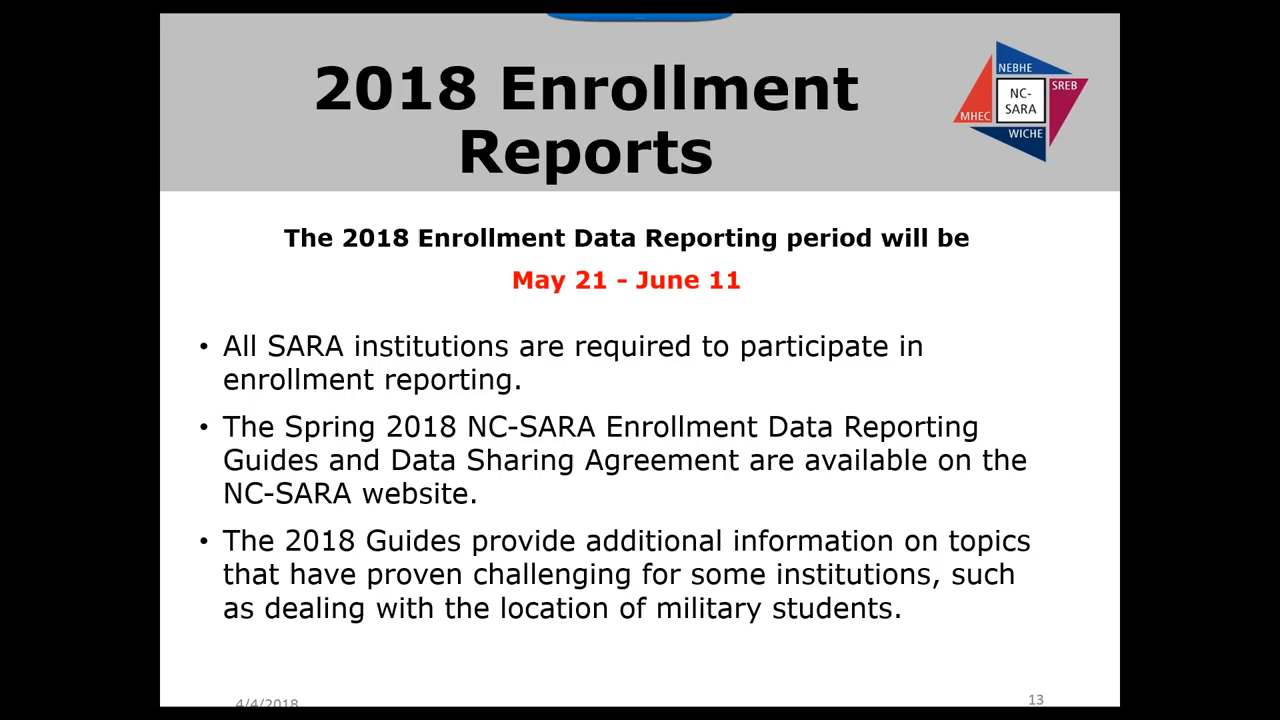 2018 Enrollment
Reports
NEBHE
SREB
NC-
SARA
MHEC
WICHE
The 2018 Enrollment Data Reporting period will be
May 21 - June 11
• All SARA institutions are required to participate in
enrollment reporting.
• The Spring 2018 NC-SARA Enrollment Data Reporting
Guides and Data Sharing Agreement are available on the
NC-SARA website.
• The 2018 Guides provide additional information on topics
that have proven challenging for some institutions, such
as dealing with the location of military students.
4/4/2018
13